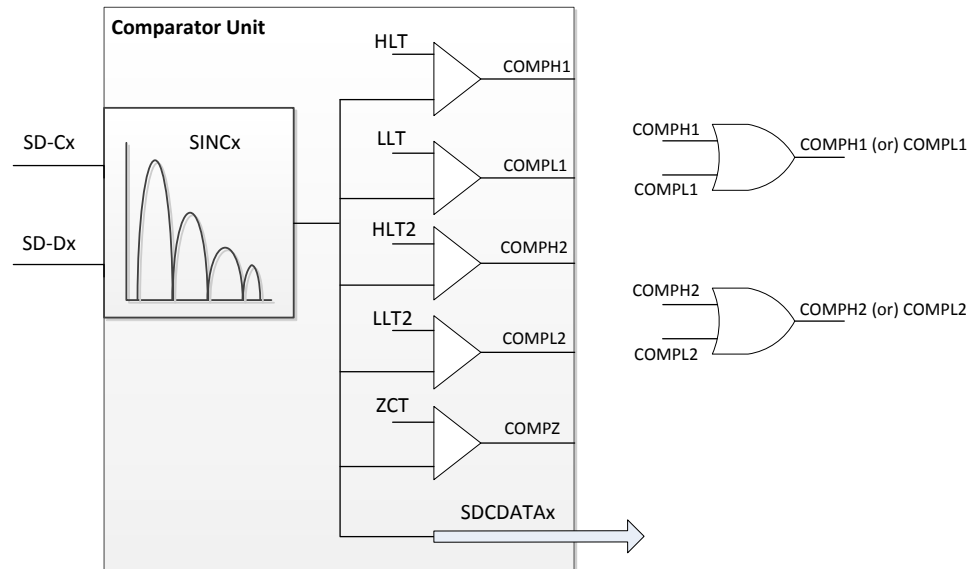 Comparator Unit
HLT
COMPH1
SD-Cx
SINCx
LLT
COMPL1
COMPH1
COMPH1 (or) COMPL1
COMPL1
SD-Dx
HLT2
COMPH2
LLT2
COMPL2
COMPH2
COMPH2 (or) COMPL2
COMPL2
ZCT
COMPZ
SDCDATAx